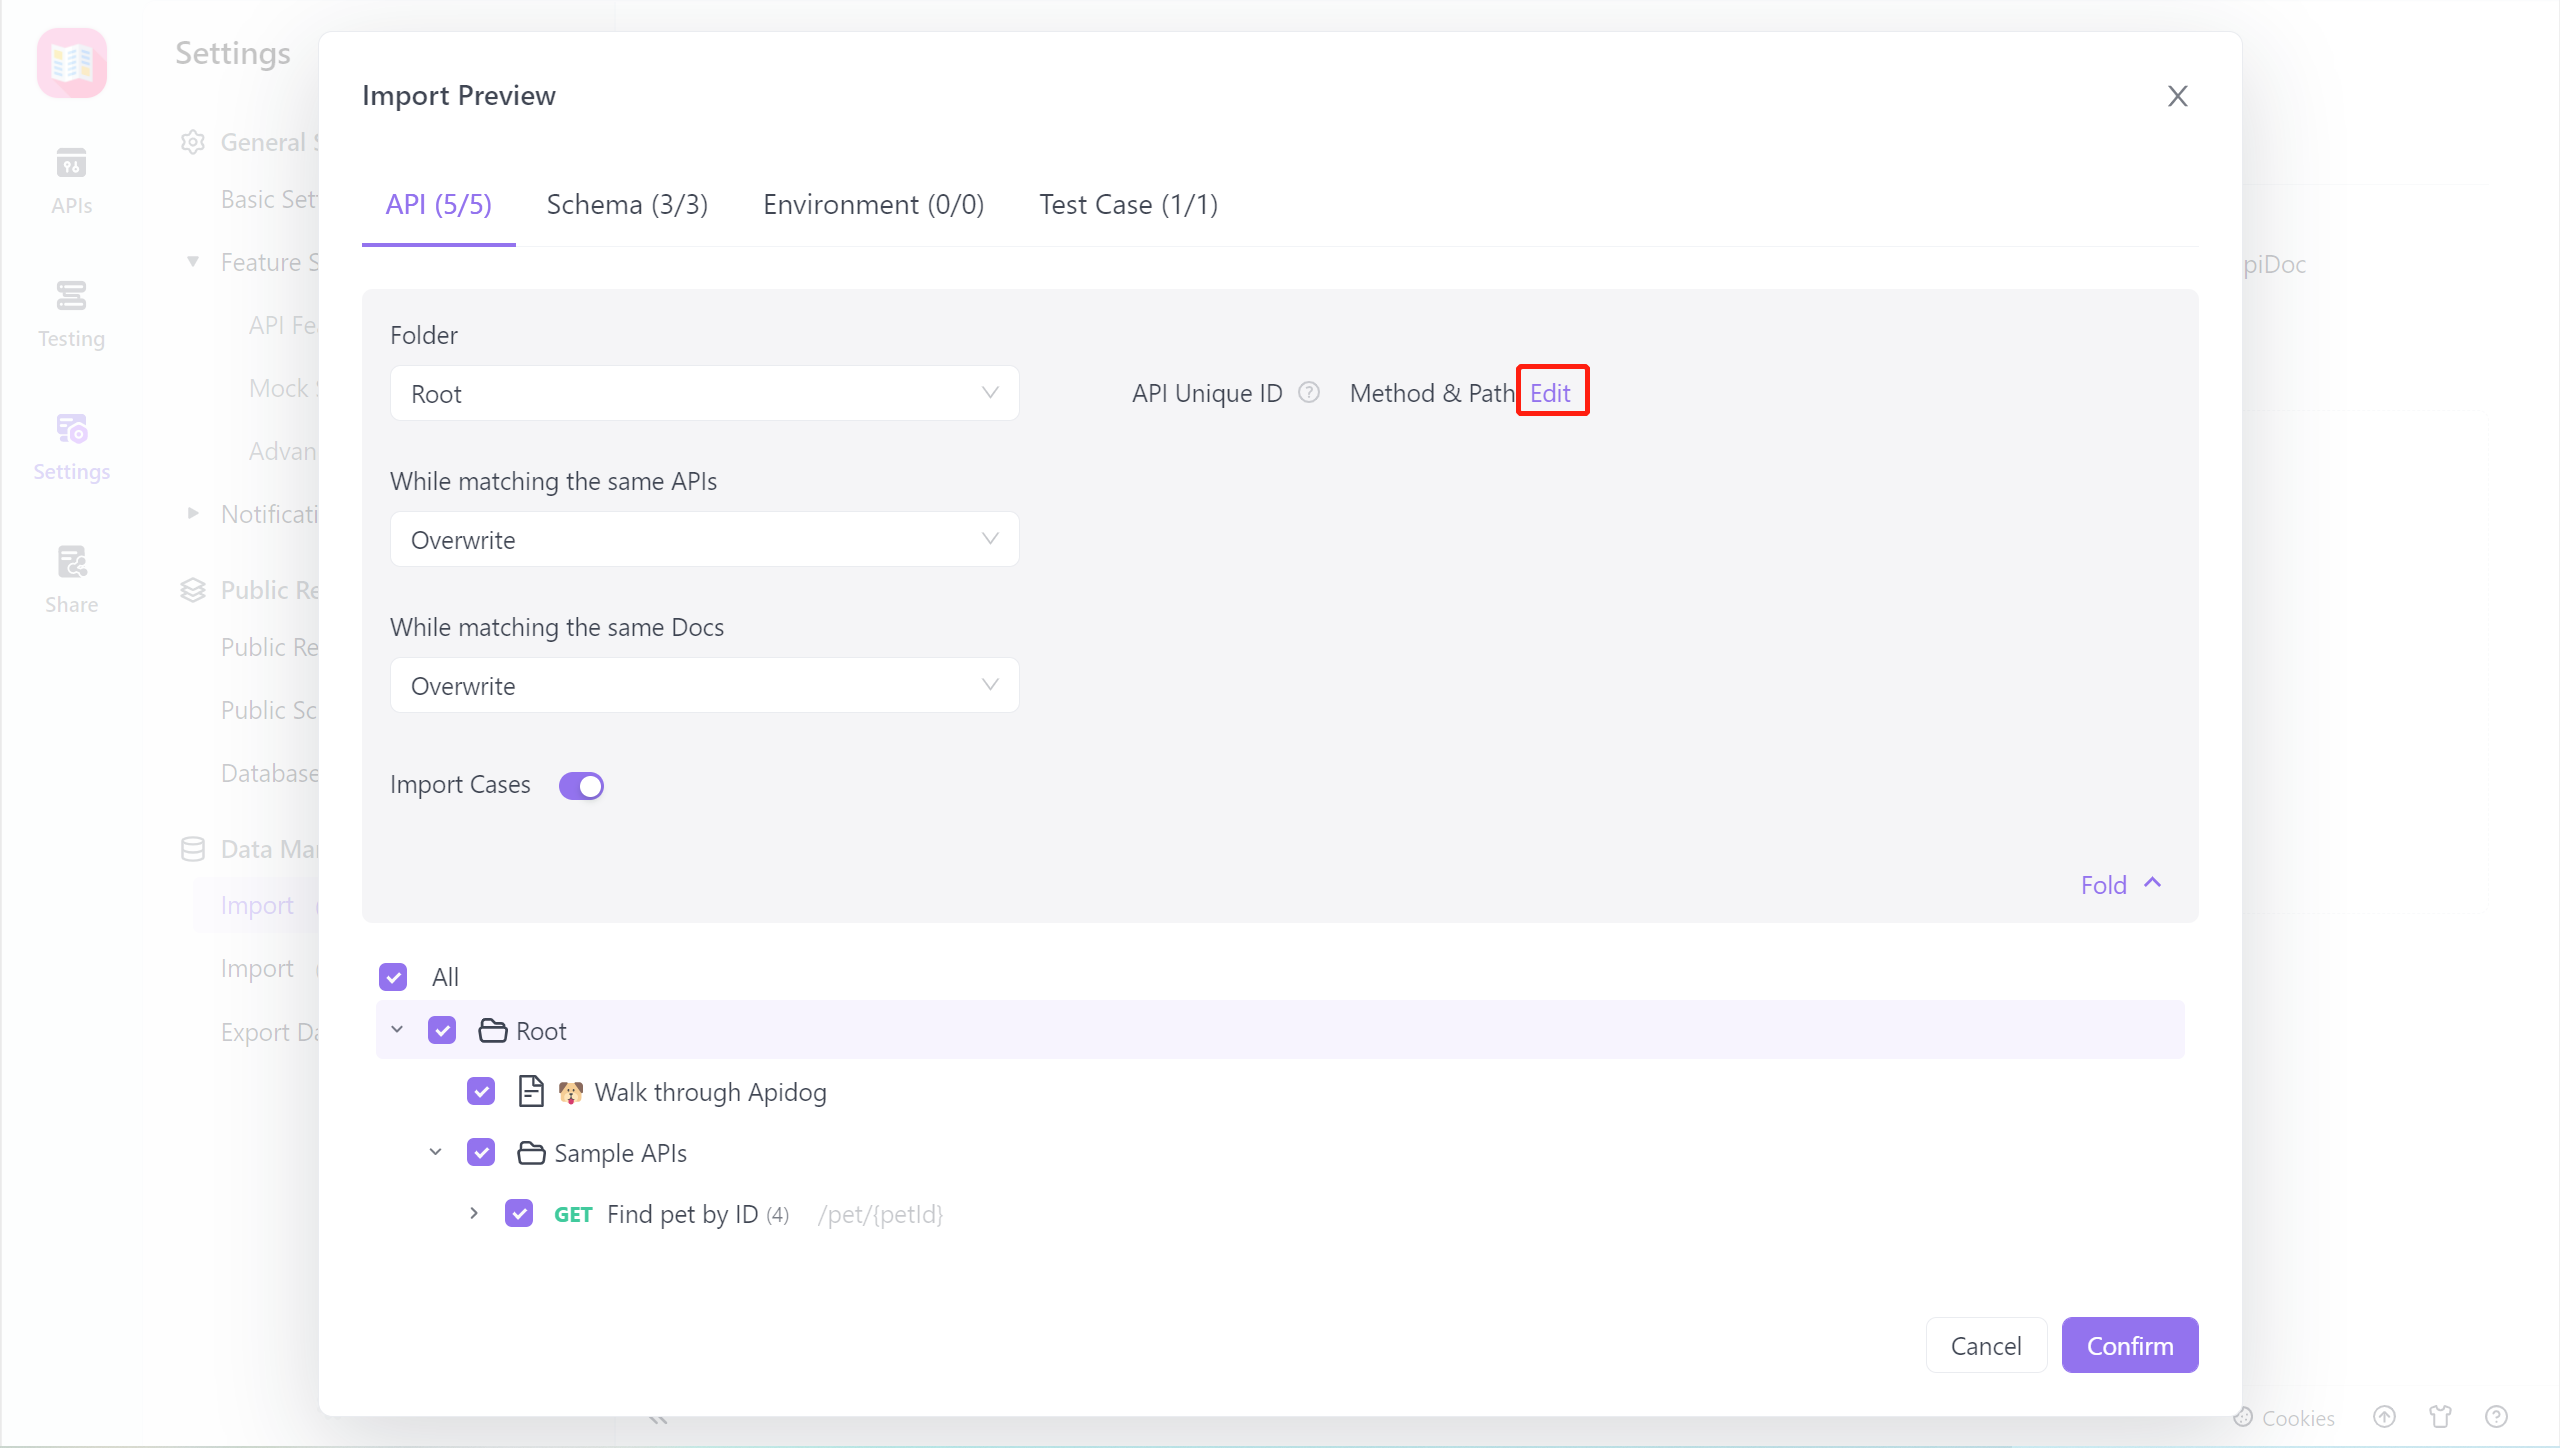 Settings
General
Basic Set
Feature S
API Fe
Mock
Advan
Notificati
Public Re
Public Re
Public Sc
Database
Data Ma
Import
Import
Export Da
APIs
Testing
Settings
Share
Import Preview
API (5/5) Schema (3/3) Environment (0/0) Test Case (1/1)
Folder
Root
API Unique ID ? Method & Path Edit
While matching the same APIs
Overwrite
While matching the same Docs
Overwrite
Import Cases
Fold
All
Root
Walk through Apidog
Sample APIs
GET Find pet by ID (4) /pet/{petId}
Cancel Confirm
piDoc
Cookies